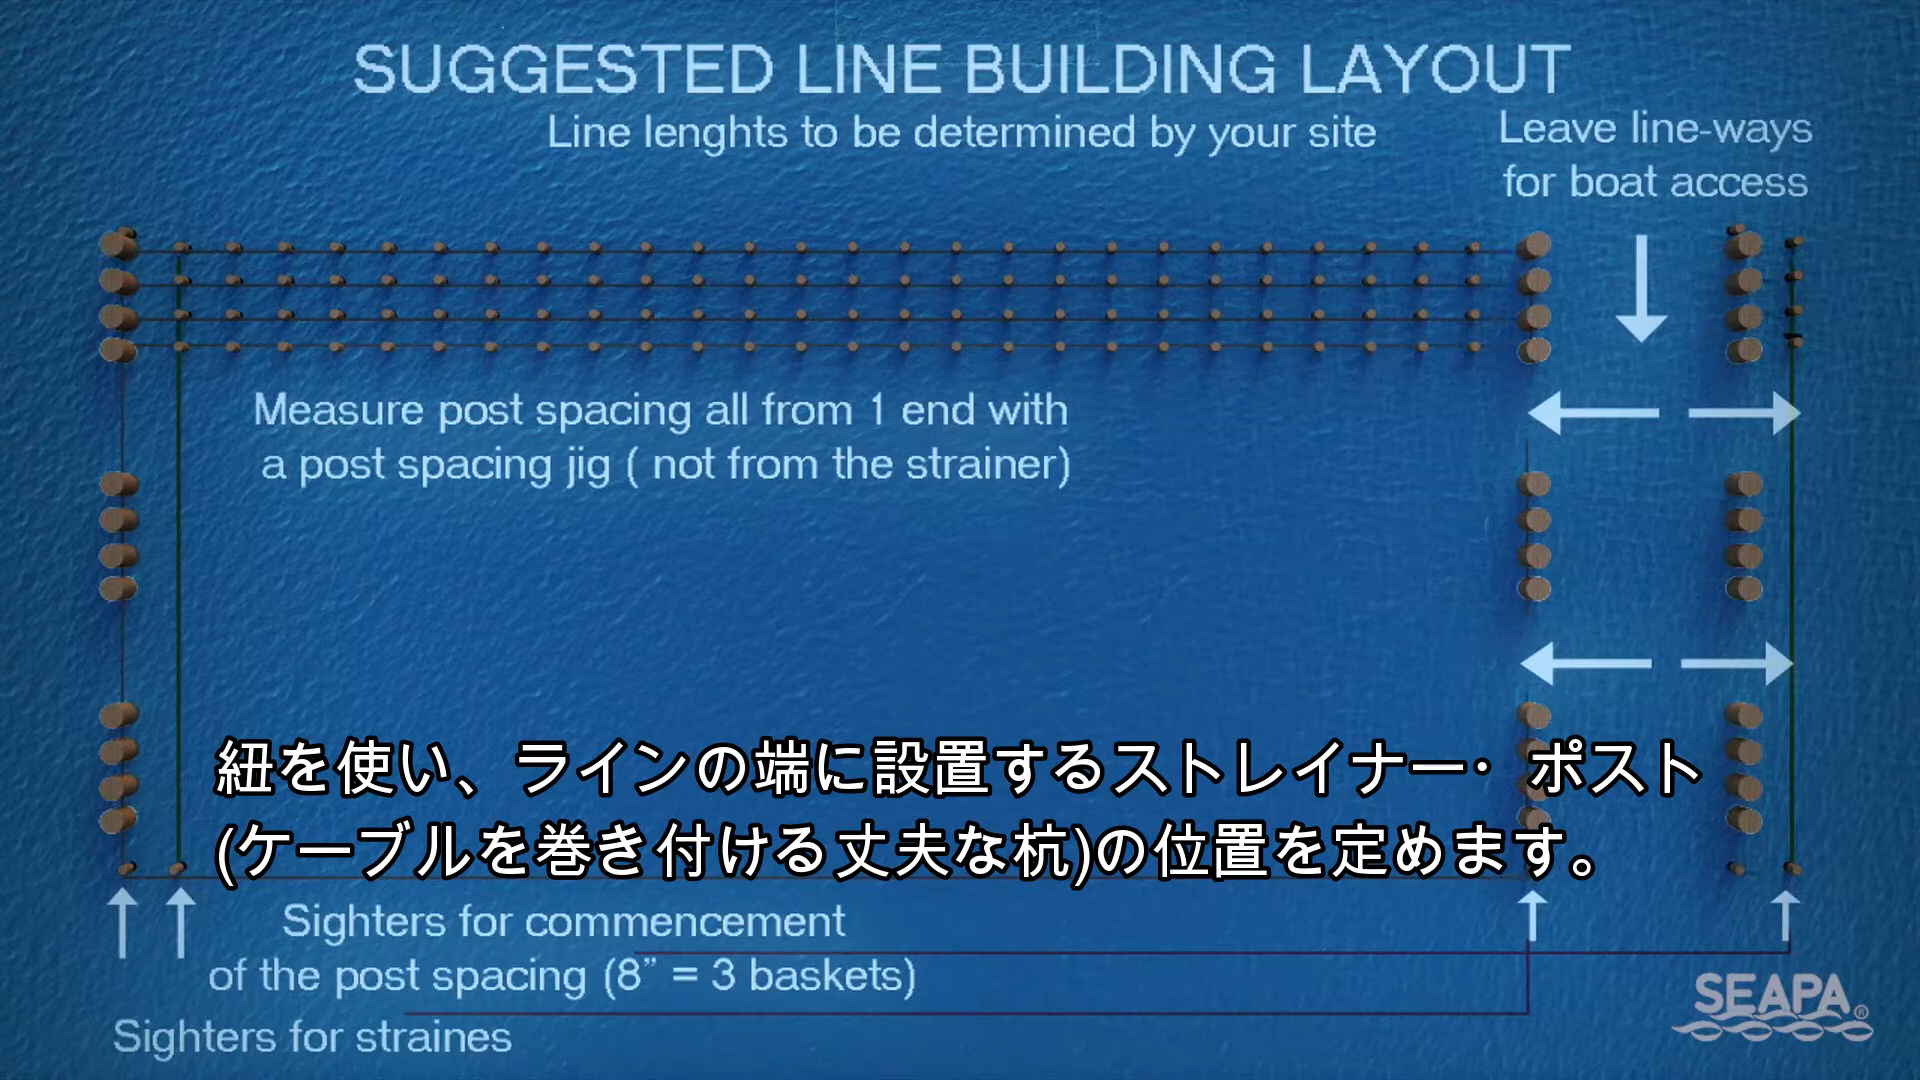 SUGGESTED LINE BUILDING LAYOUT
Line lenghts to be determined by your site
Leave line-ways
for boat access
Measure post spacing all from 1 end with
a post spacing jig ( not from the strainer)
紐を使い、ラインの端に設置するストレイナー・ポスト
(ケーブルを巻き付ける丈夫な杭)の位置を定めます。
Sighters for commencement
of the post spacing (8” = 3 baskets)
Sighters for straines
SEAPA®